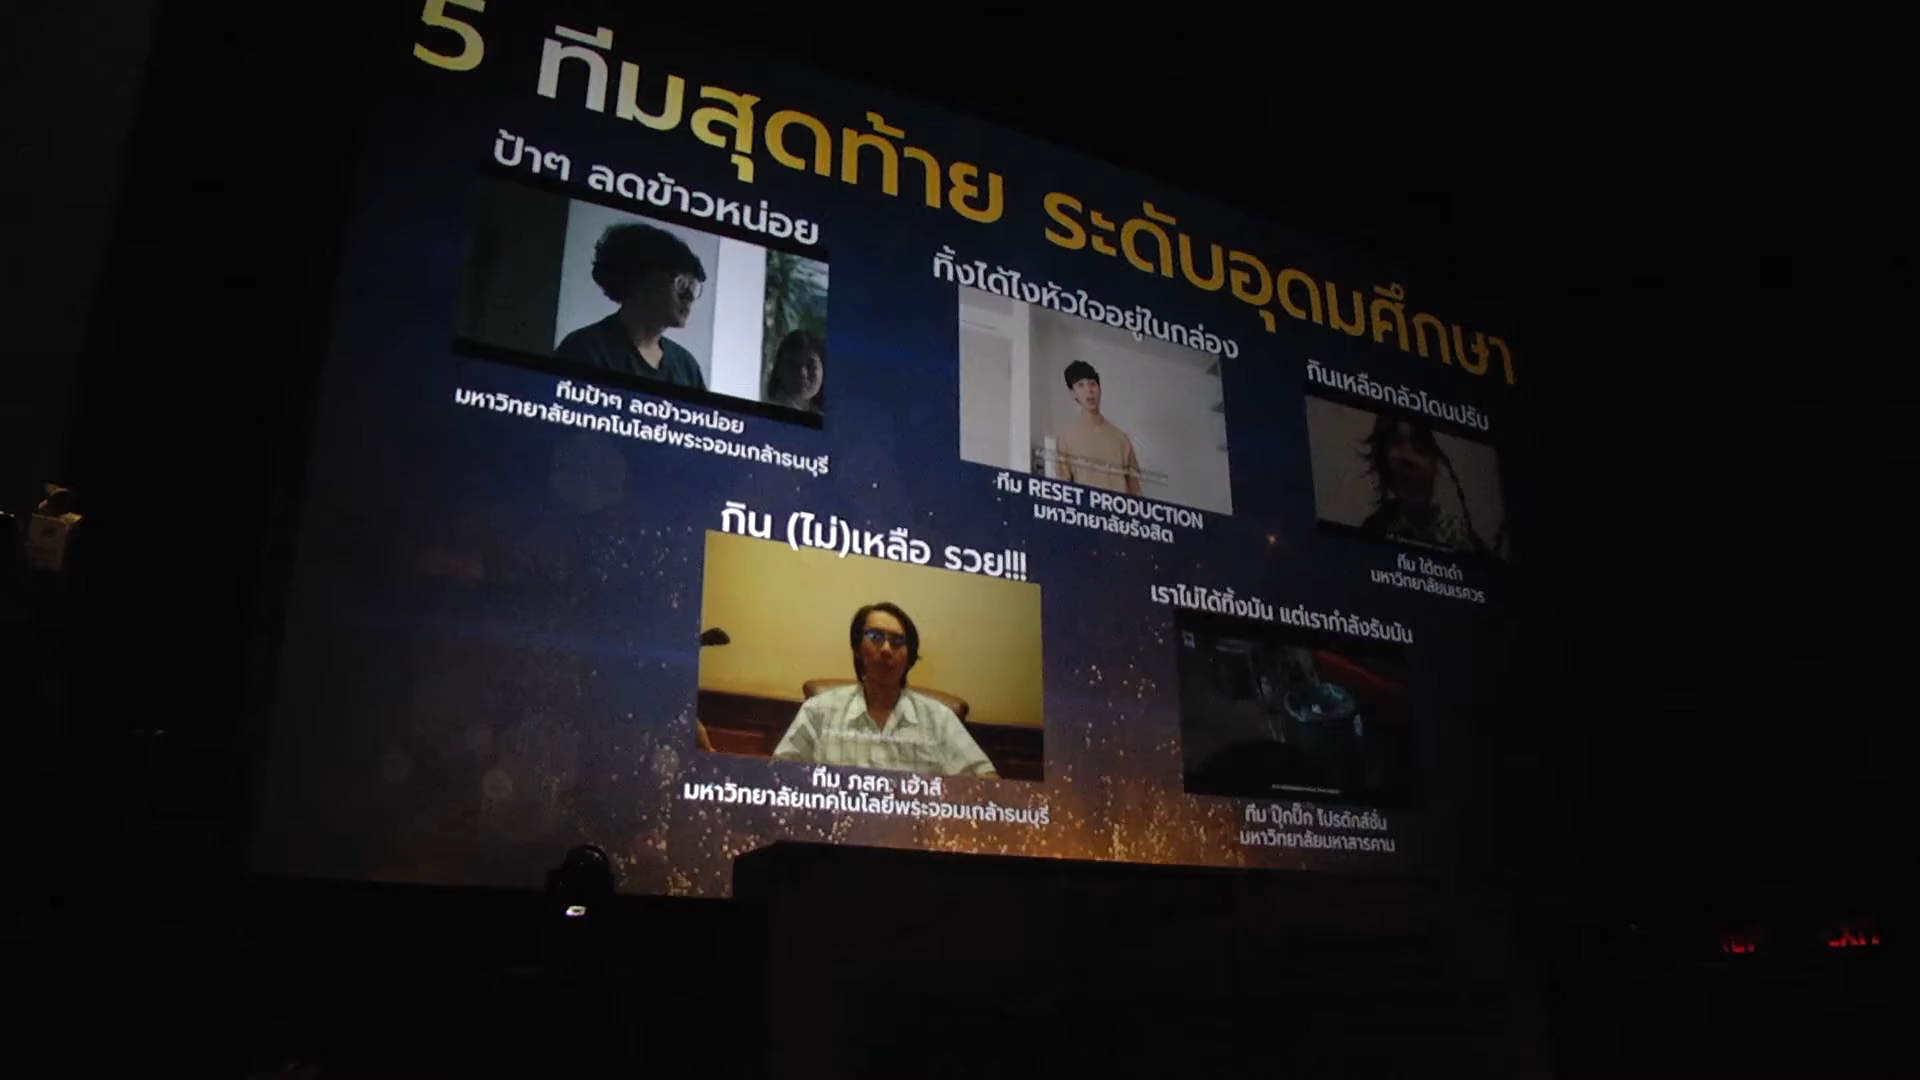 5 ทีมสุดท้าย ระดับอุดมศึกษา
ป้าๆ ลดข้าวหน่อย
ทีมป้าๆ ลดข้าวหน่อย
มหาวิทยาลัยเทคโนโลยีพระจอมเกล้าธนบุรี
ทิ้งได้ไงหัวใจอยู่ในกล่อง
ทีม RESET PRODUCTION
มหาวิทยาลัยรังสิต
กินเหลือกลัวโดนปรับ
ทีม ใต้ตาดำ
มหาวิทยาลัยนเรศวร
กิน (ไม่)เหลือ รวย!!!
ทีม ภสค. เฮ้าส์
มหาวิทยาลัยเทคโนโลยีพระจอมเกล้าธนบุรี
เราไม่ได้ทิ้งมัน แต่เรากำลังรับมัน
ทีม ปุ๊กปิ๊ก โปรดักส์ชั่น
มหาวิทยาลัยมหาสารคาม
EXIT